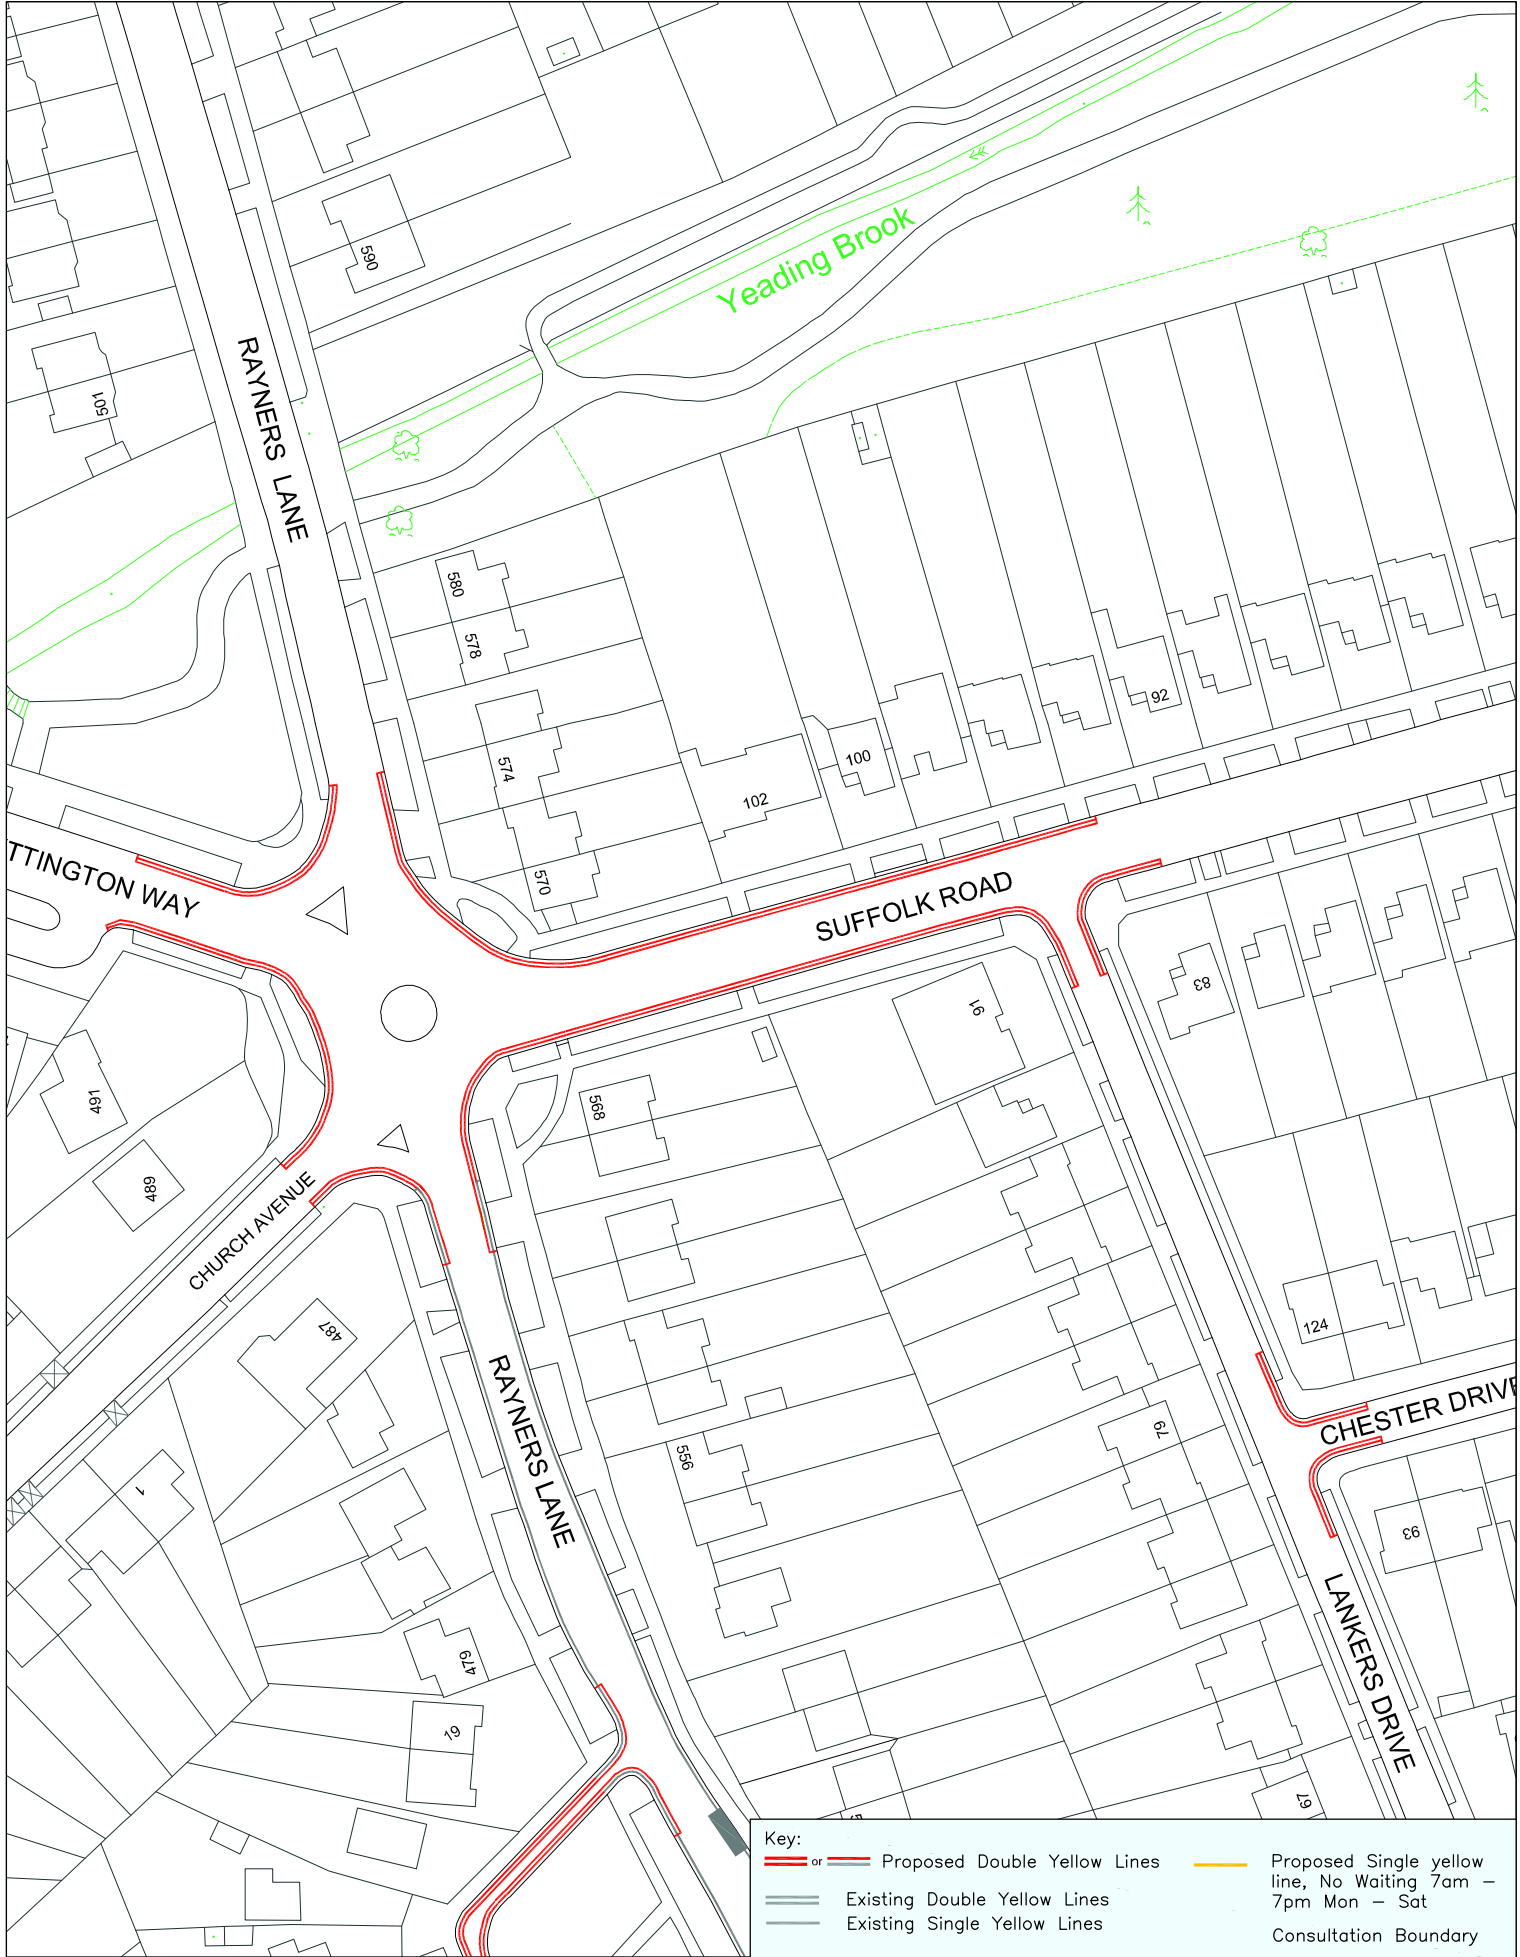 590
Yeading Brook
RAYNERS LANE
501
580
578
574
570
102
100
92
TTINGTON WAY
SUFFOLK ROAD
83
91
491
489
568
CHURCH AVENUE
487
124
CHESTER DRIVE
RAYNERS LANE
556
79
1
93
479
19
LANKERS DRIVE
67
Key:
or Proposed Double Yellow Lines
Existing Double Yellow Lines
Existing Single Yellow Lines
Proposed Single yellow
line, No Waiting 7am –
7pm Mon – Sat
Consultation Boundary